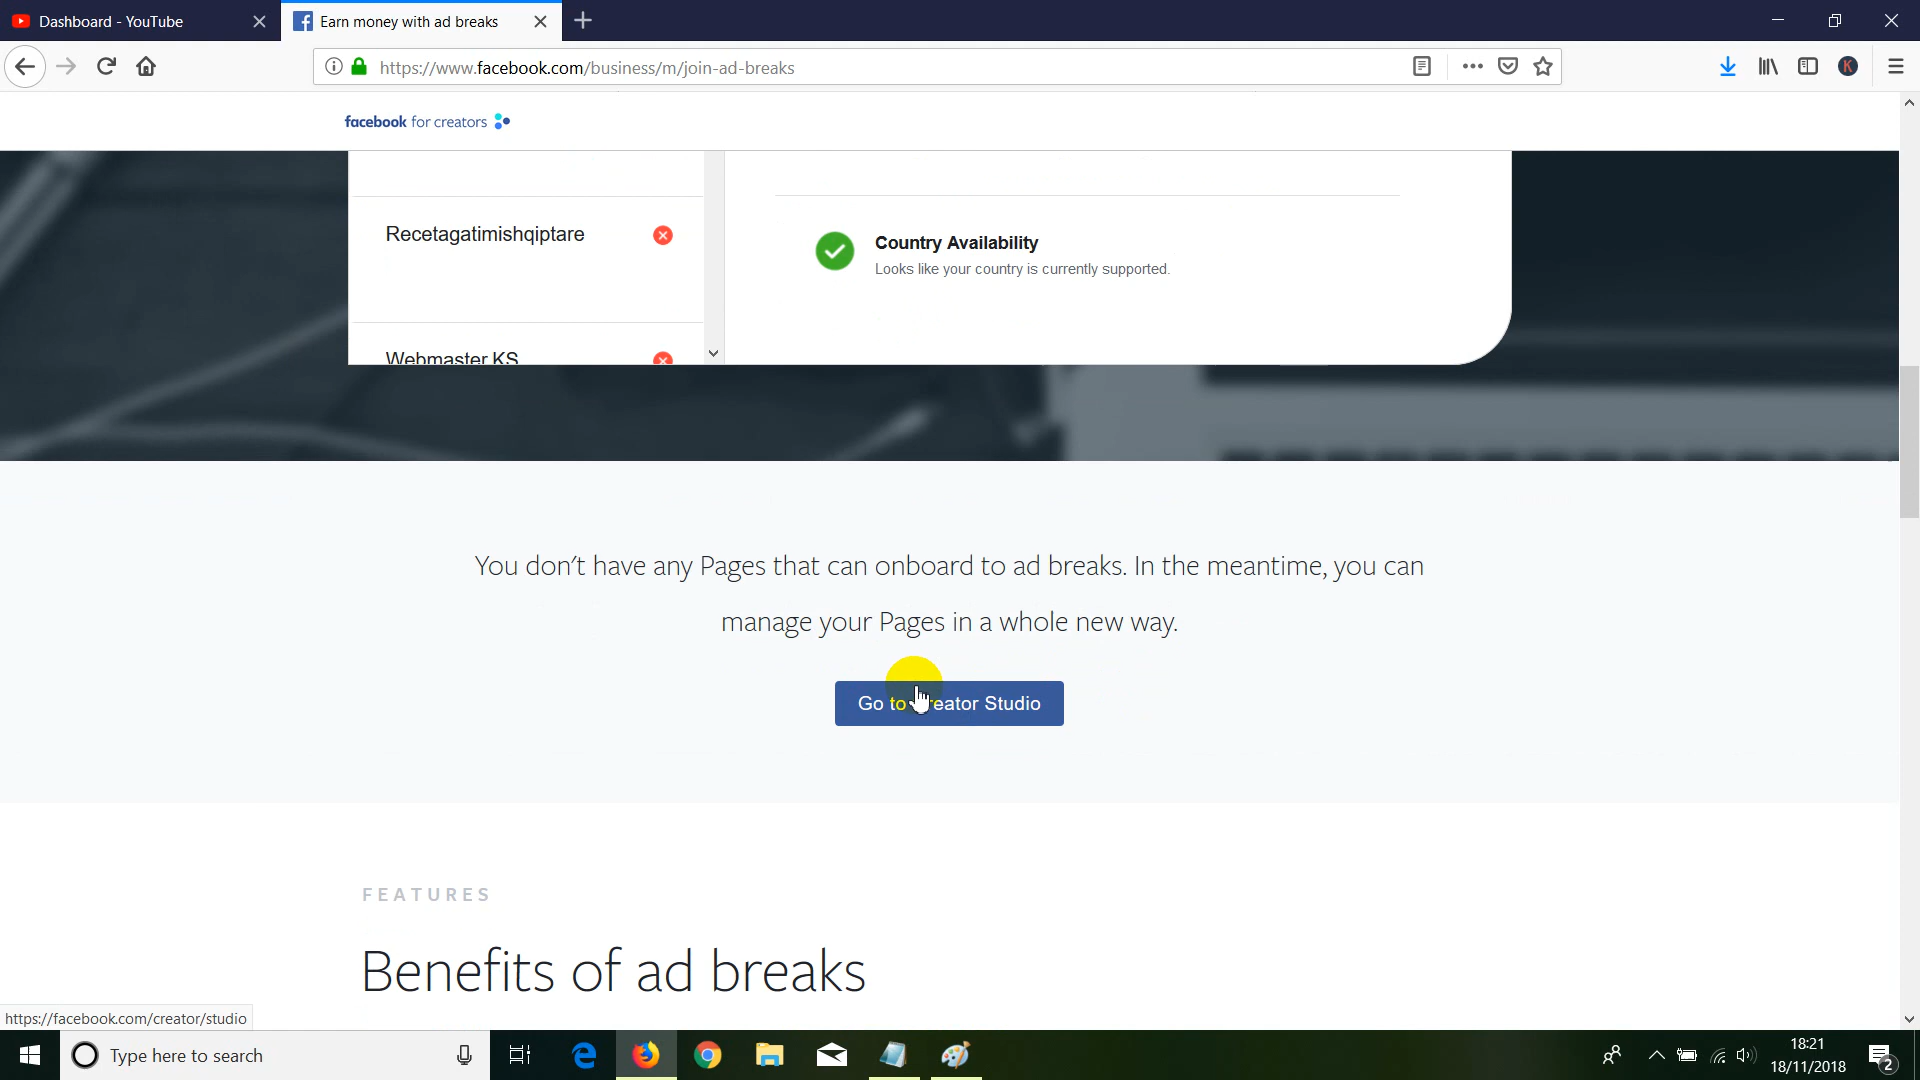 Dashboard - YouTube
Earn money with ad breaks
https://www.facebook.com/business/m/join-ad-breaks
K
facebook for creators
Recetagatimishqiptare
Country Availability
Looks like your country is currently supported.
Webmaster KS
You don't have any Pages that can onboard to ad breaks. In the meantime, you can
manage your Pages in a whole new way.
Go to Creator Studio
FEATURES
Benefits of ad breaks
https://facebook.com/creator/studio
Type here to search
18:21
18/11/2018
2